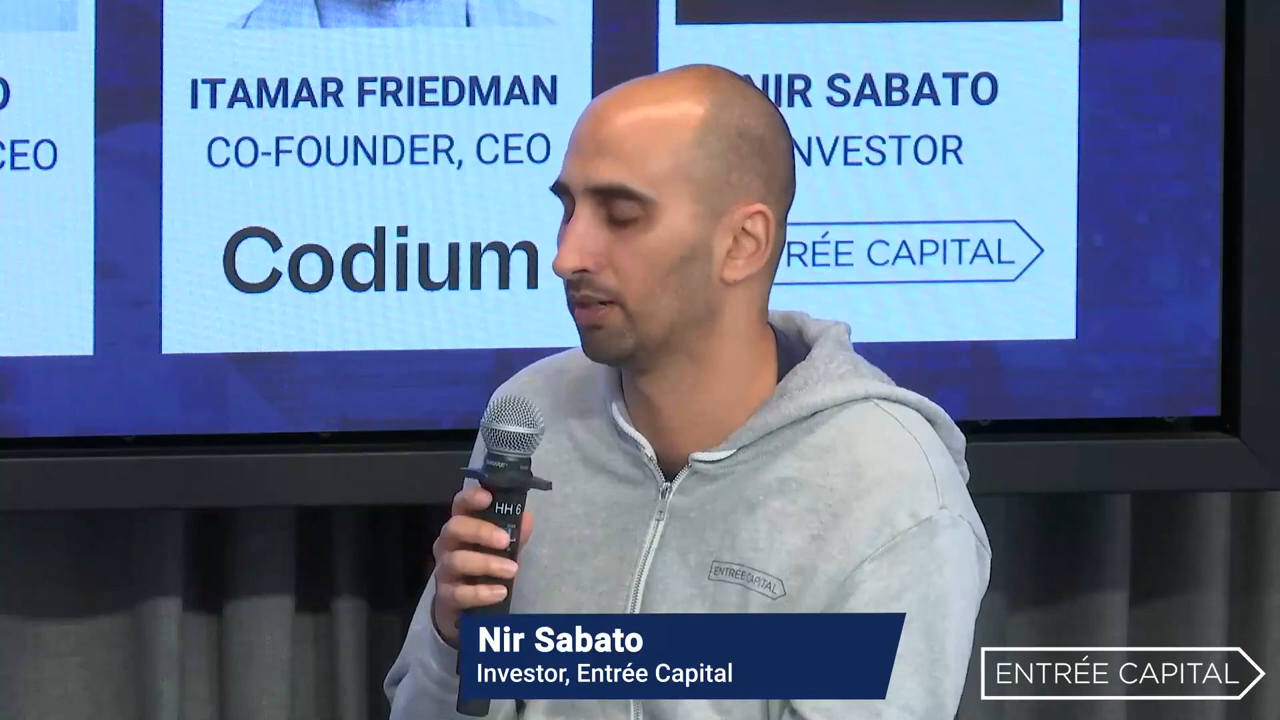 O
CEO
ITAMAR FRIEDMAN
CO-FOUNDER, CEO
Codium
NIR SABATO
NVESTOR
RÉE CAPITAL
HH 6
ENTRÉE CAPITAL
Nir Sabato
Investor, Entrée Capital
ENTRÉE CAPITAL